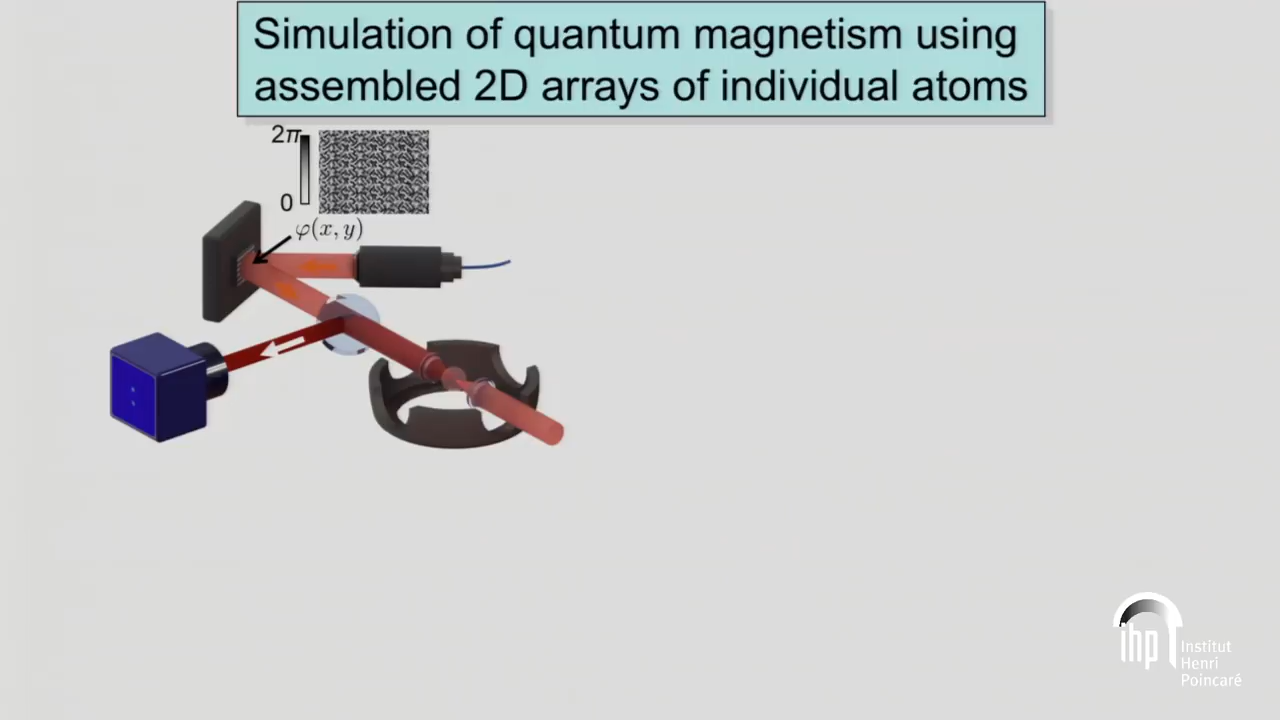 Simulation of quantum magnetism using
assembled 2D arrays of individual atoms
2π
0
φ(x, y)
ihp
Institut
Henri
Poincaré